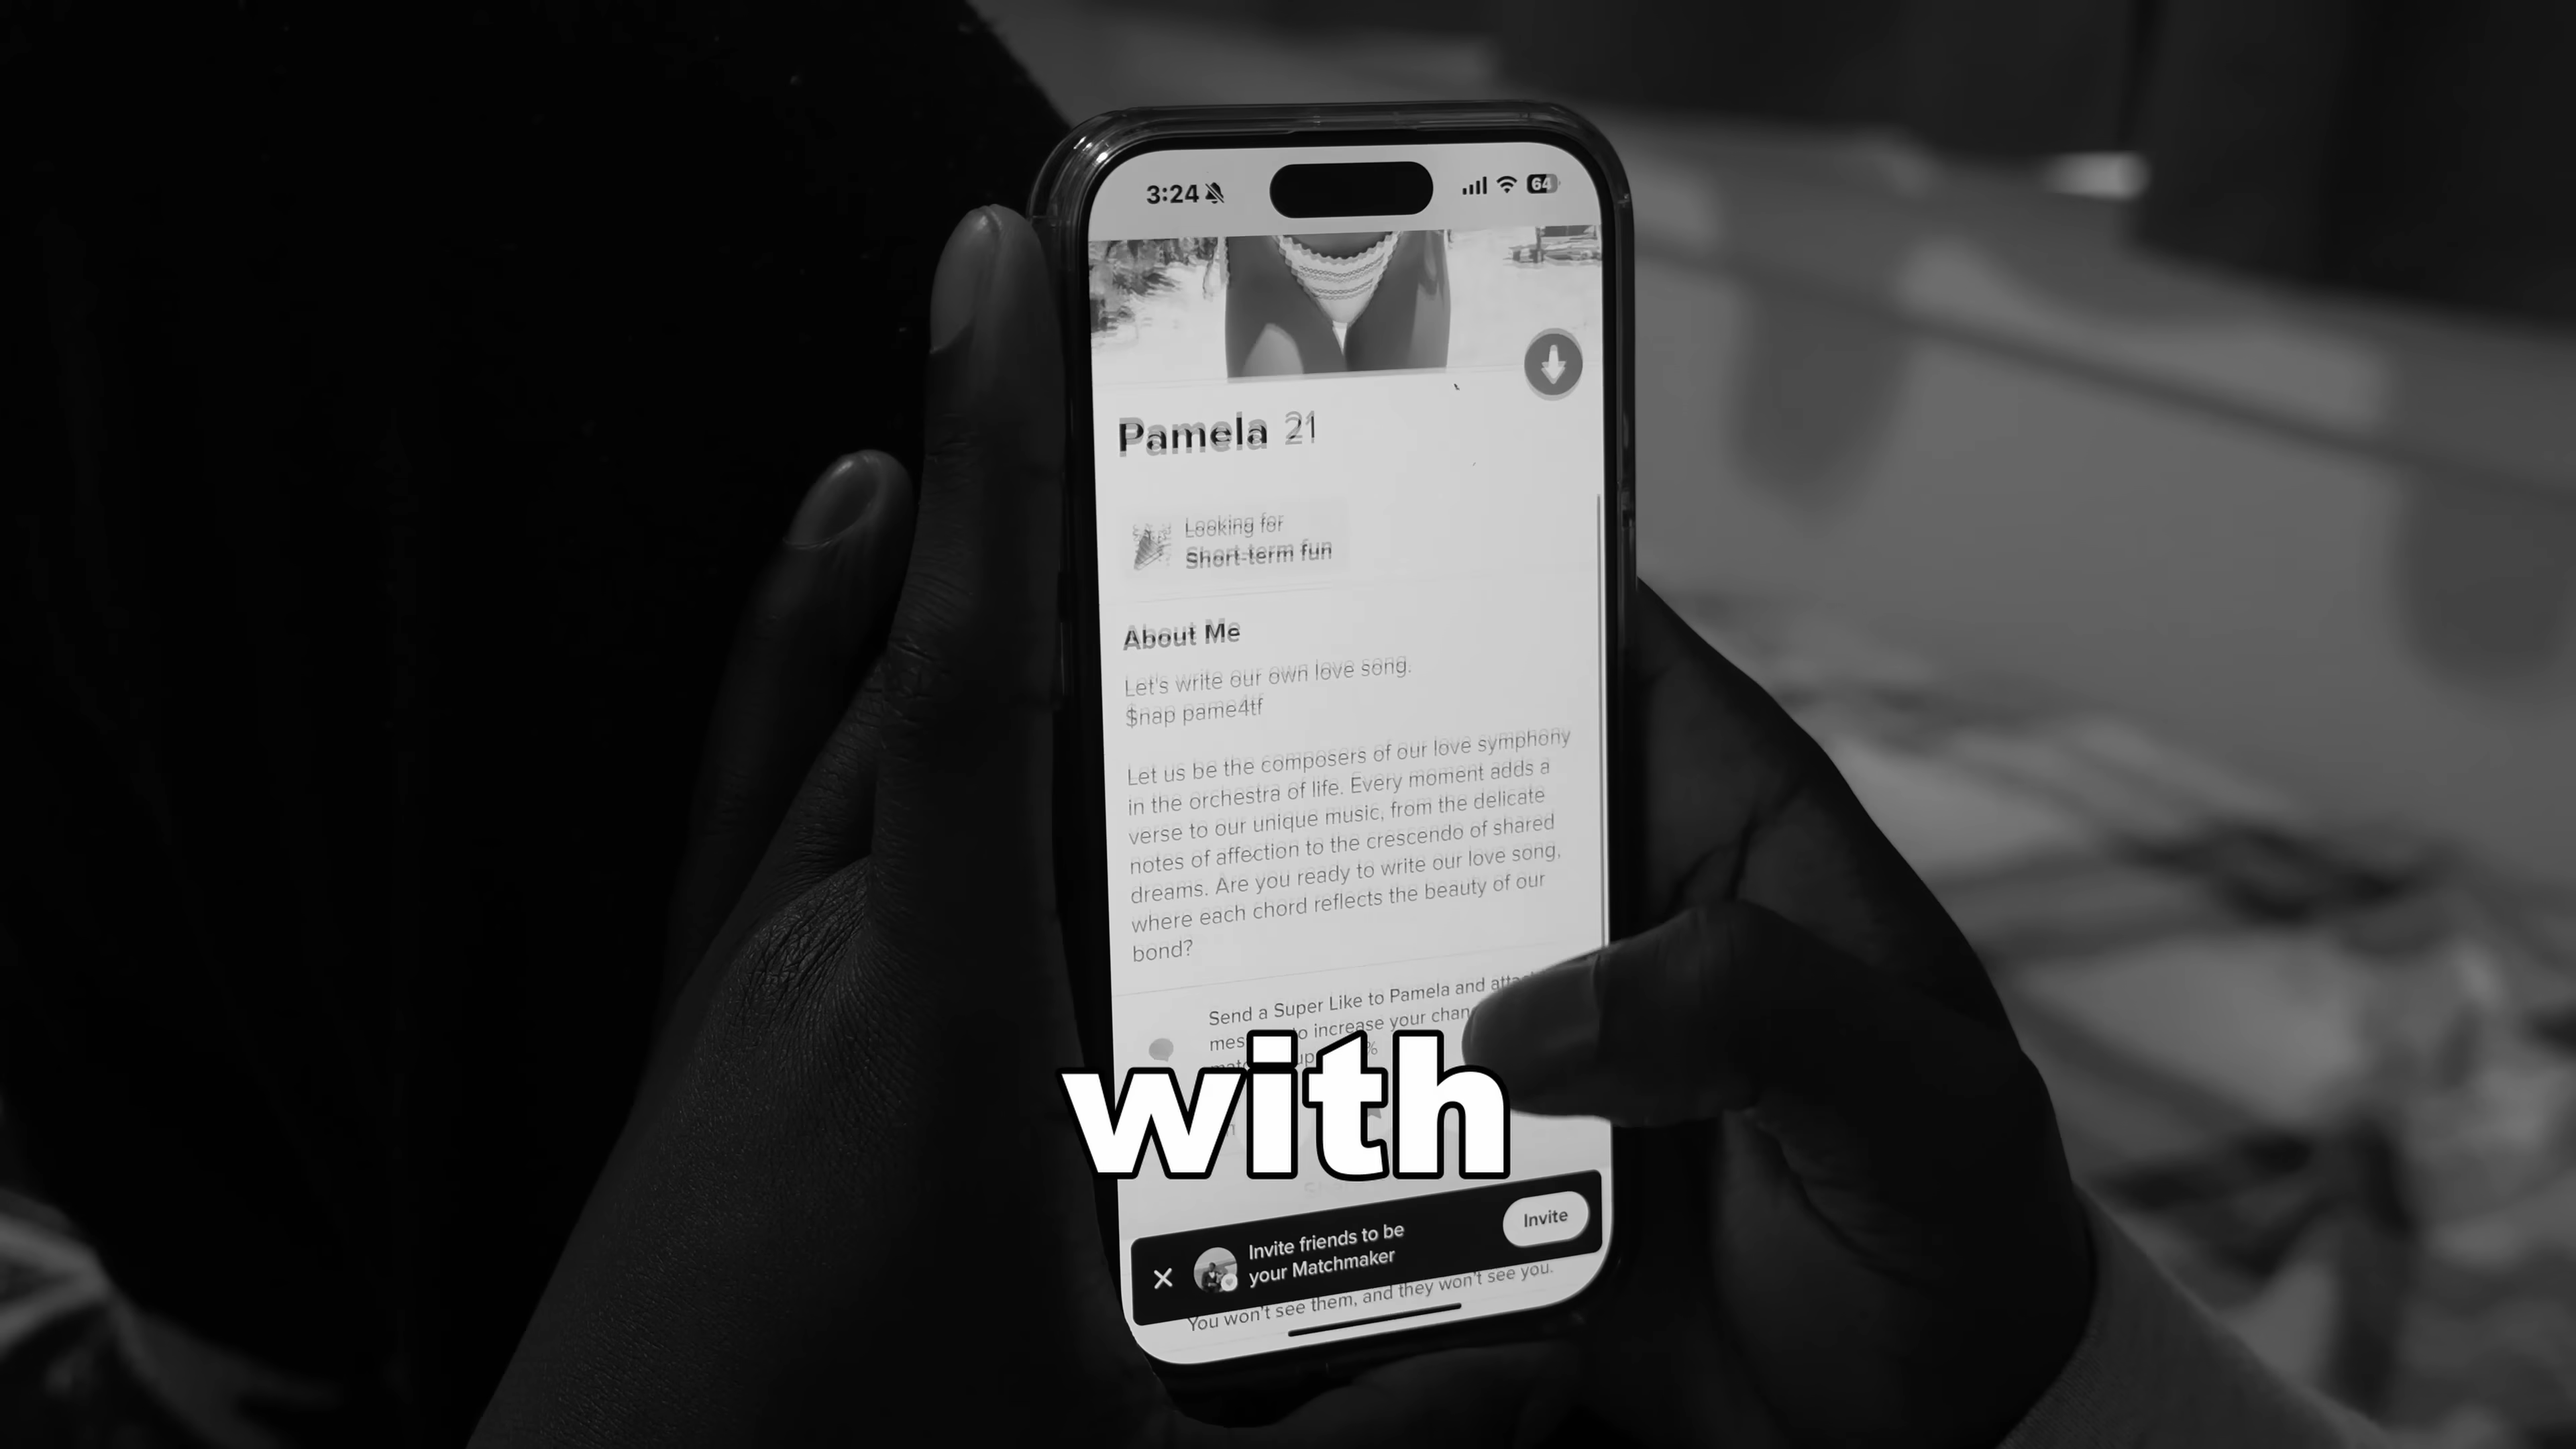 3:24
64
Pamela 21
Looking for
Short-term fun
About Me
Let's write our own love song.
$nap pame4tf
Let us be the composers of our love symphony
in the orchestra of life. Every moment adds a
verse to our unique music, from the delicate
notes of affection to the crescendo of shared
dreams. Are you ready to write our love song,
where each chord reflects the beauty of our
bond?
Send a Super Like to Pamela and
to increase your
%
with
Invite friends to be
your Matchmaker
Invite
You won't see them, and they won't see you.